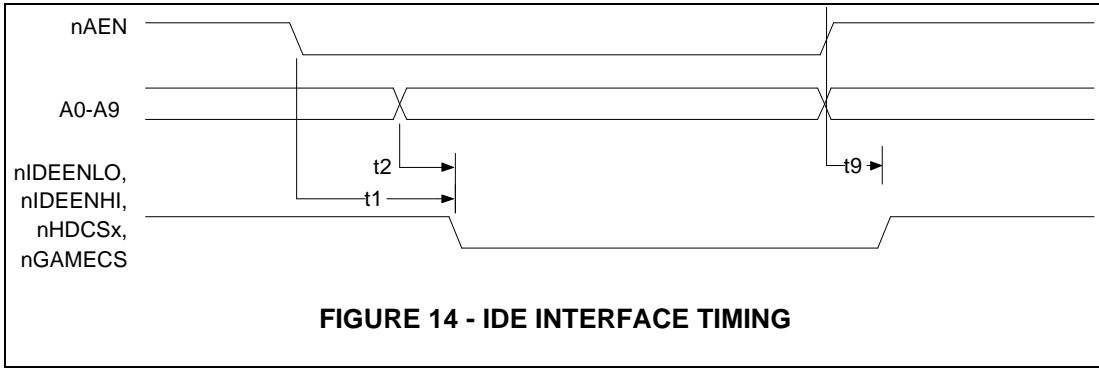 nAEN
A0-A9
t2
t9
t1
nIDEENLO,
nIDEENHI,
nHDCSx,
nGAMECS
FIGURE 14 - IDE INTERFACE TIMING